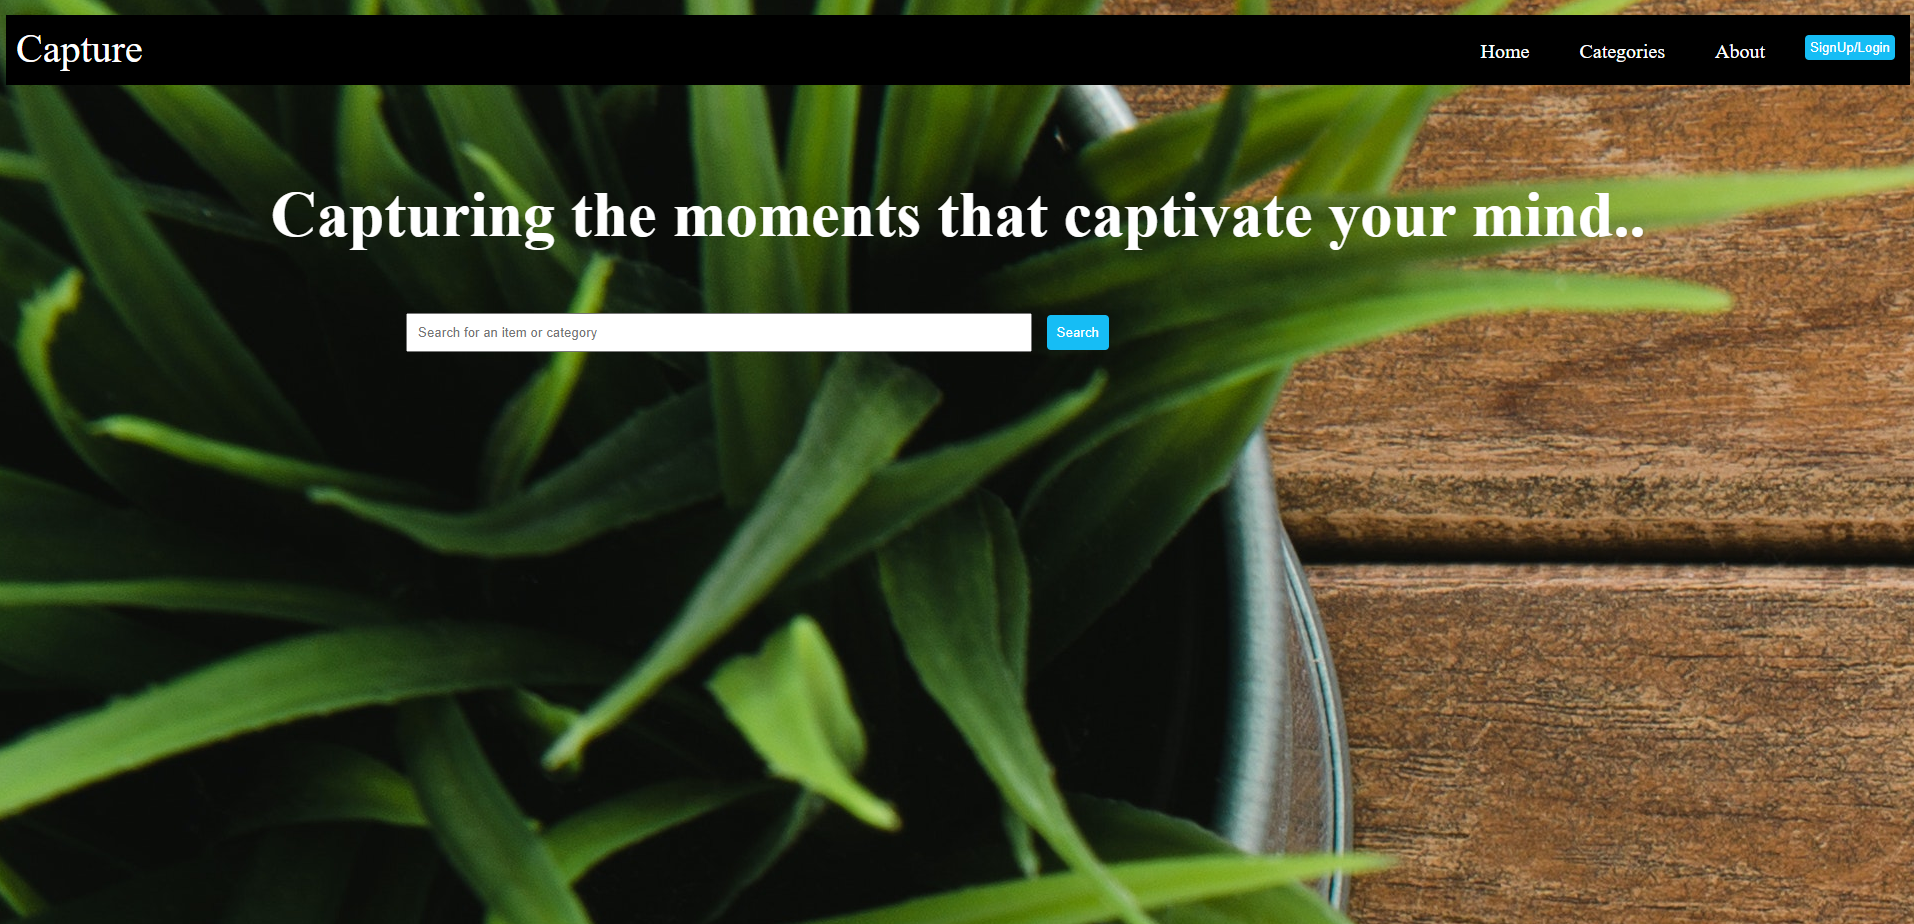 Capture
Home Categories About SignUp/Login
Capturing the moments that captivate your mind..
Search for an item or category Search